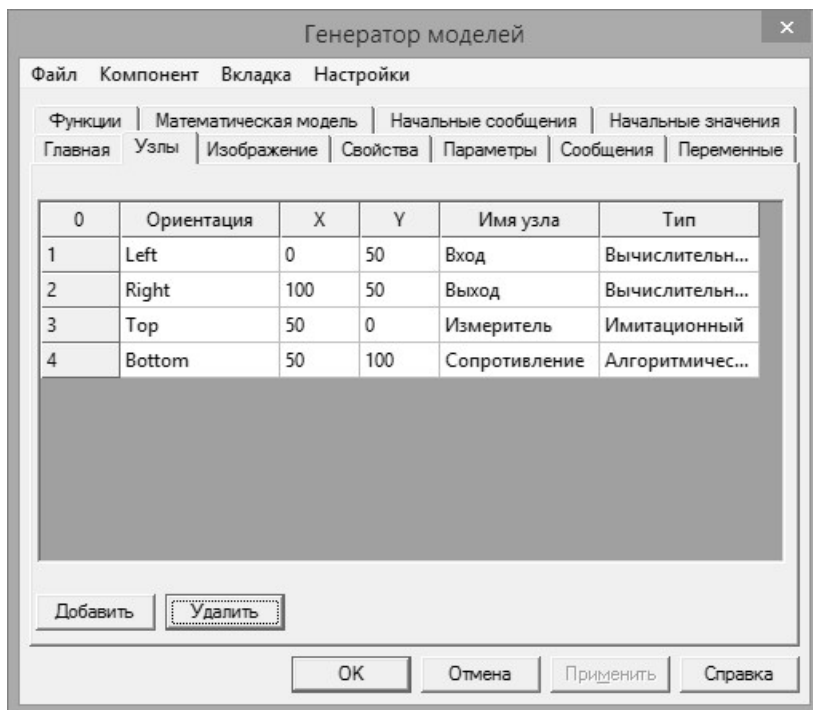 Генератор моделей
Файл Компонент Вкладка Настройки
Функции Математическая модель Начальные сообщения Начальные значения
Главная Узлы Изображение Свойства Параметры Сообщения Переменные
0 Ориентация X Y Имя узла Тип
1 Left 0 50 Вход Вычислительн...
2 Right 100 50 Выход Вычислительн...
3 Top 50 0 Измеритель Имитационный
4 Bottom 50 100 Сопротивление Алгоритмичес...
Добавить Удалить
OK Отмена Применить Справка